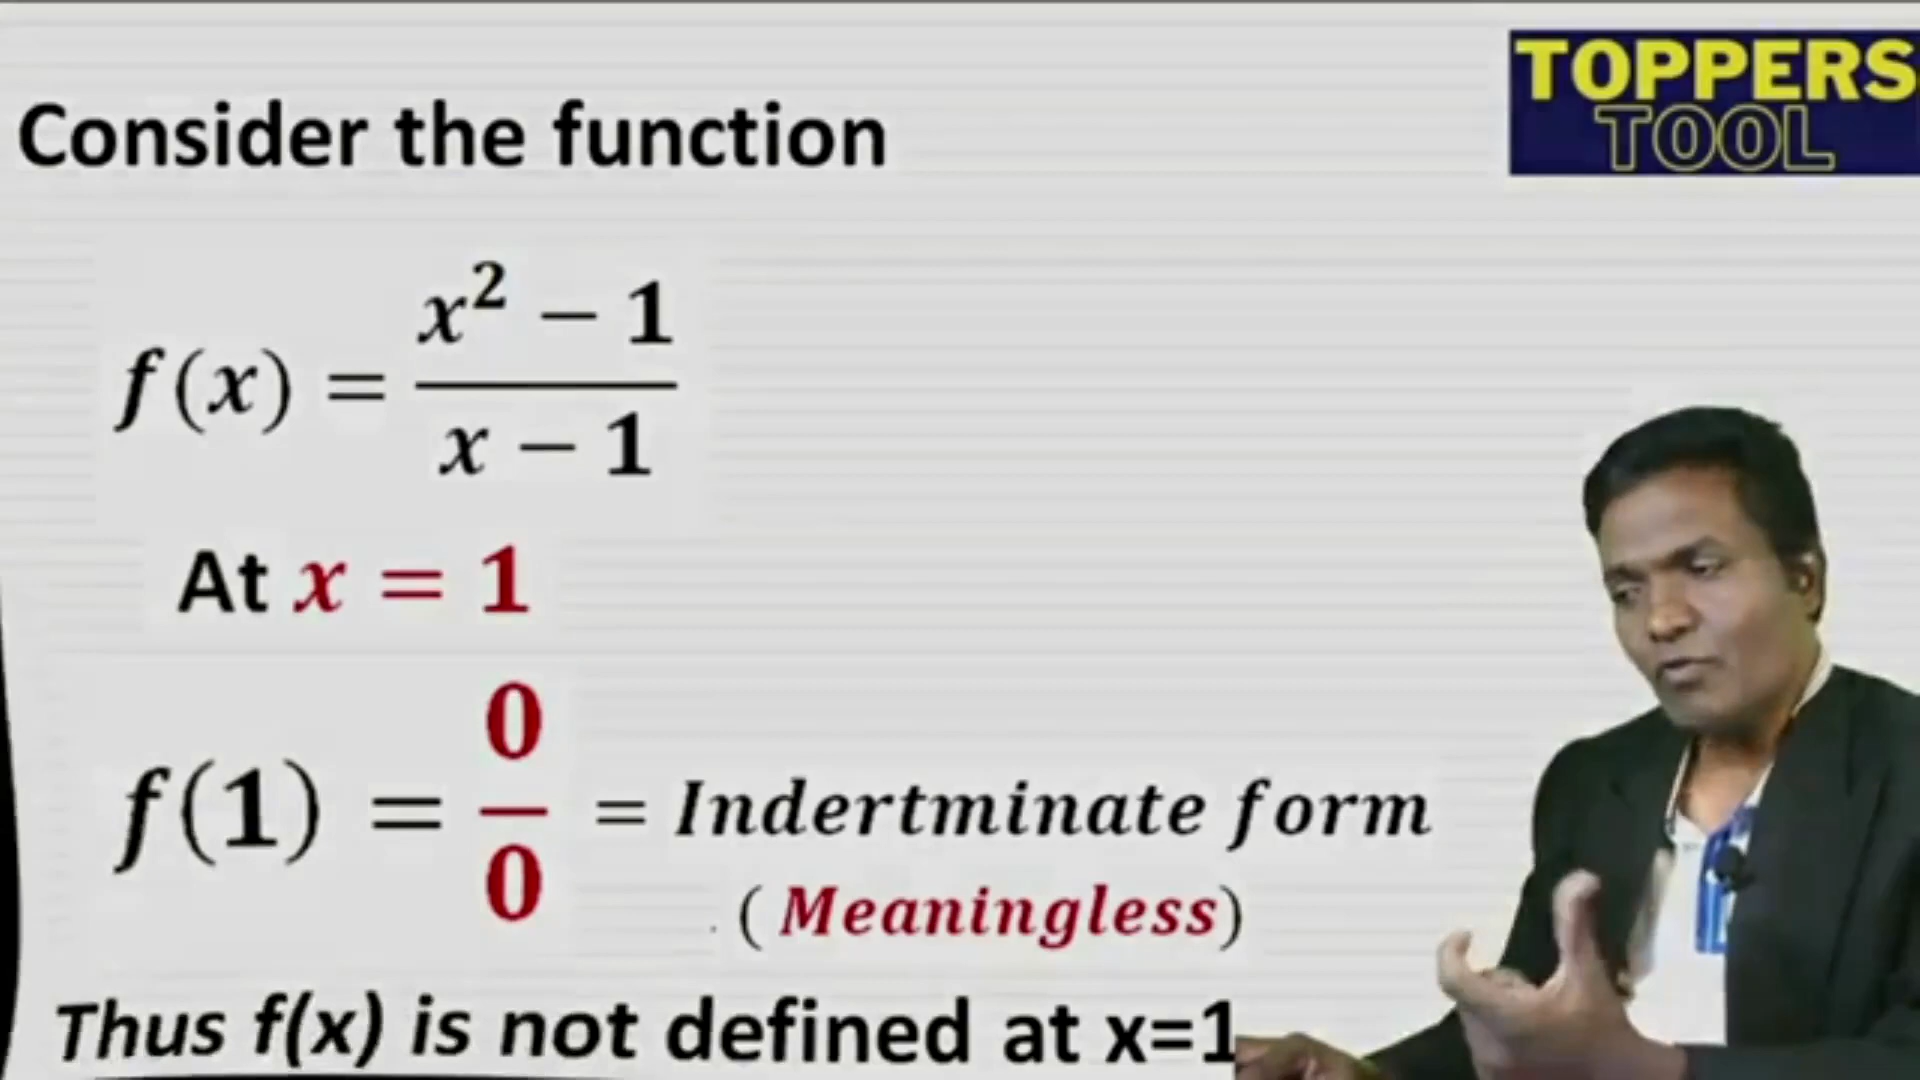 TOPPERS
TOOL
Consider the function
f(x) = x² − 1 / x − 1
At x = 1
f(1) = 0/0 = Indertminate form
( Meaningless)
Thus f(x) is not defined at x=1